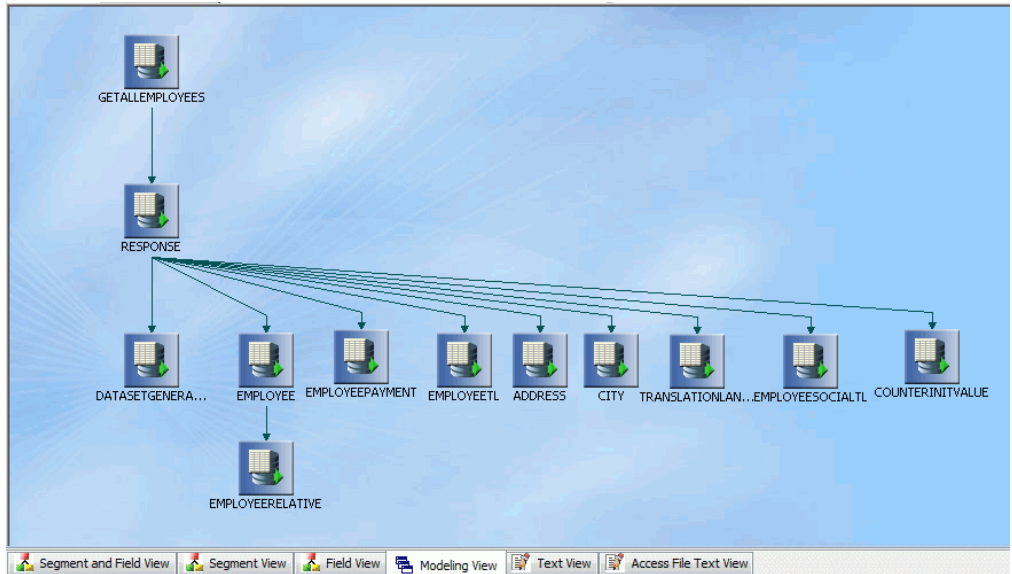 GETALLEMPLOYEES
RESPONSE
DATASETGENERA...
EMPLOYEE
EMPLOYEEPAYMENT
EMPLOYEETL
ADDRESS
CITY
TRANSLATIONLAN...
EMPLOYEESOCIALTL
COUNTERINITVALUE
EMPLOYEERELATIVE
Segment and Field View
Segment View
Field View
Modeling View
Text View
Access File Text View